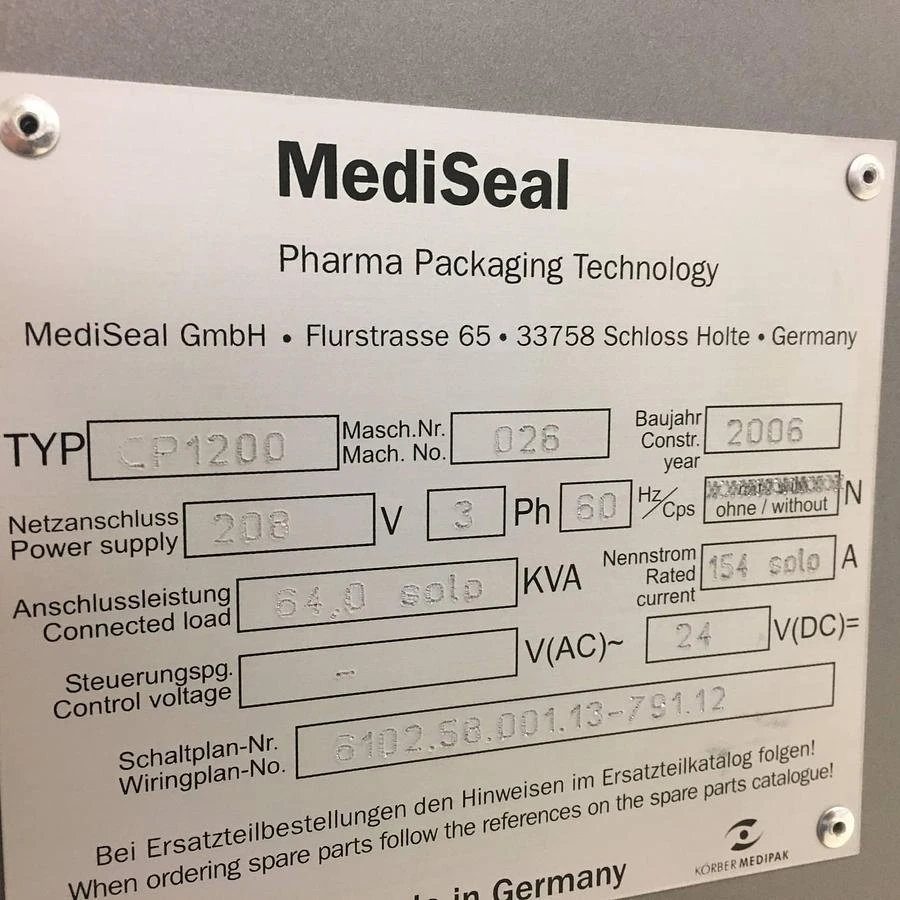 MediSeal
Pharma Packaging Technology
MediSeal GmbH • Flurstrasse 65 • 33758 Schloss Holte • Germany
TYP CP1200 Masch.Nr. Mach. No. 026 Baujahr Constr. year 2006
Netzanschluss Power supply 208 V 3 Ph 60 Hz/Cps ohne / without N
Anschlussleistung Connected load 64,0 solo KVA Nennstrom Rated current 154 solo A
Steuerungspg. Control voltage – V(AC)~ 24 V(DC)=
Schaltplan-Nr. Wiringplan-No. 6102.58.001.13-791.12
Bei Ersatzteilbestellungen den Hinweisen im Ersatzteilkatalog folgen!
When ordering spare parts follow the references on the spare parts catalogue!
in Germany
KÖRBER MEDIPAK